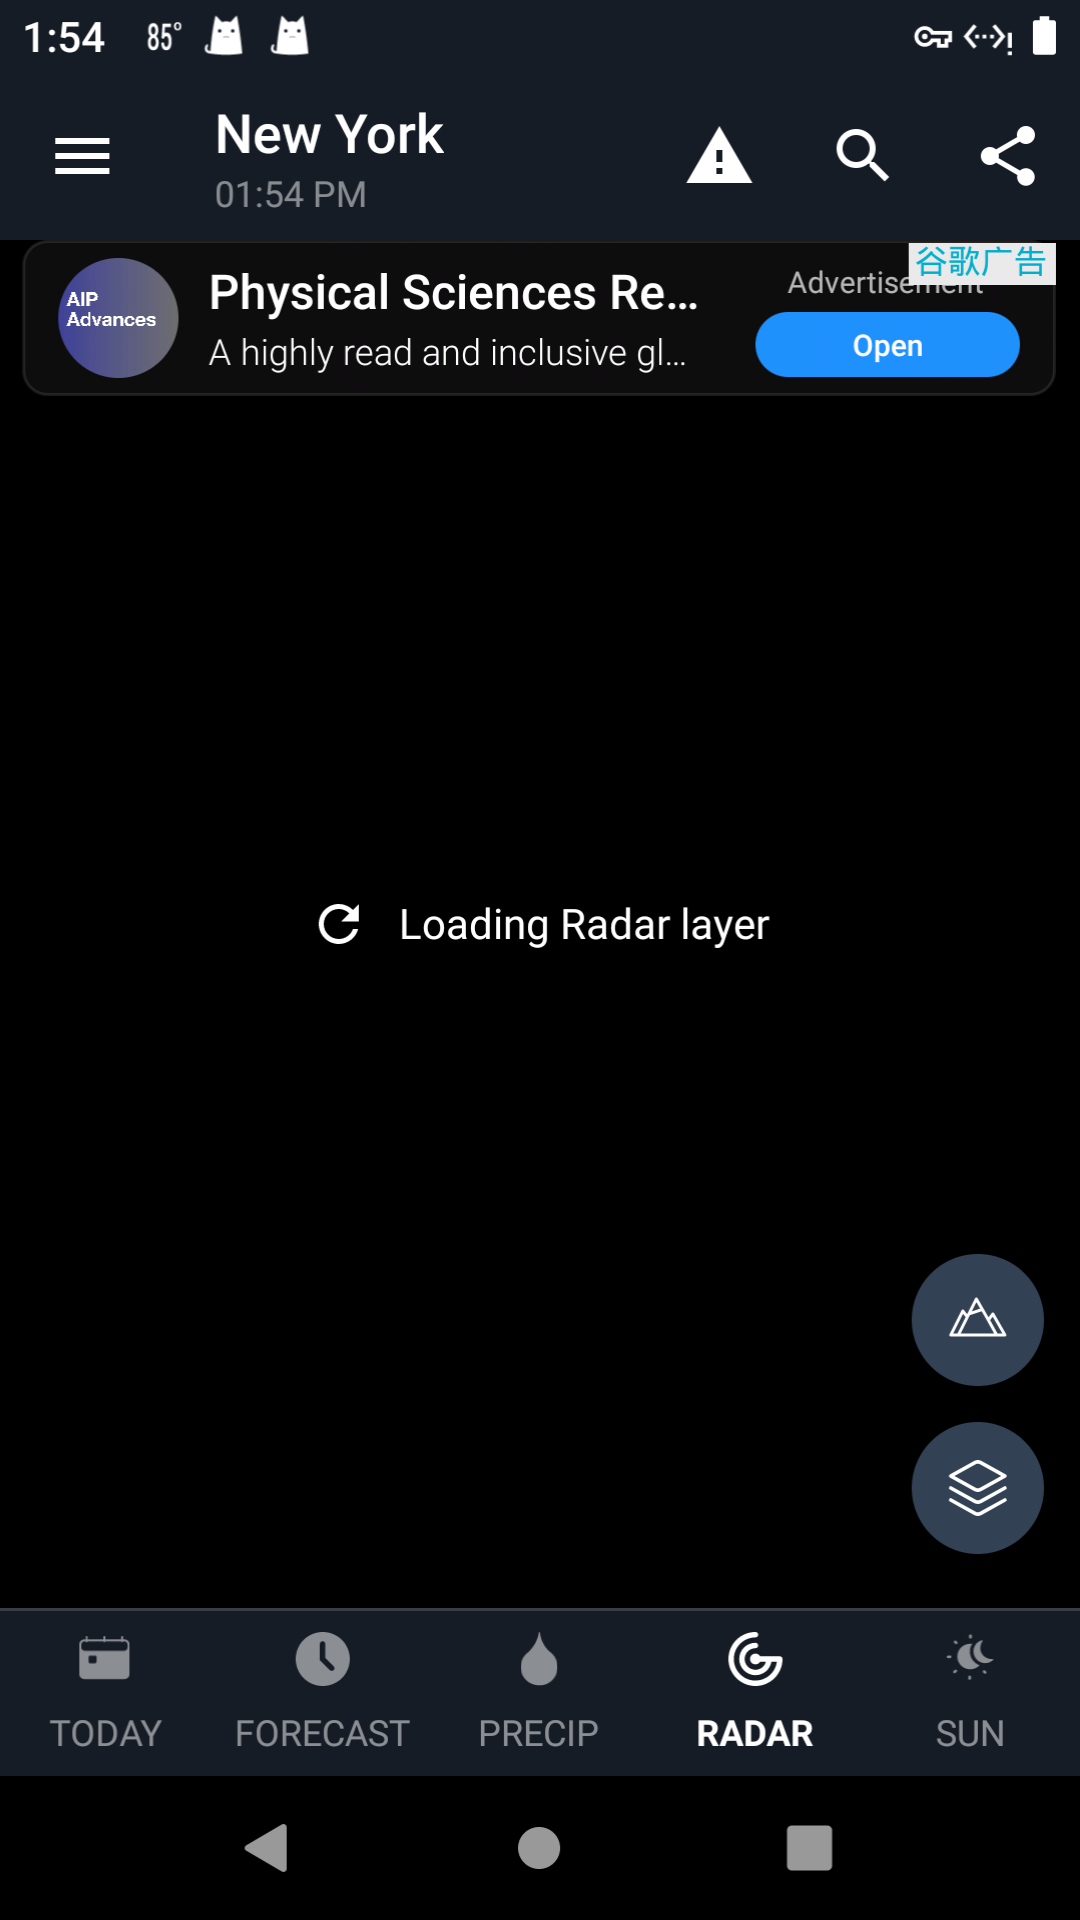 1:54 85°
New York
01:54 PM
AIP
Advances
Physical Sciences Re...
A highly read and inclusive gl...
谷歌广告
Advertisement
Open
Loading Radar layer
TODAY FORECAST PRECIP RADAR SUN